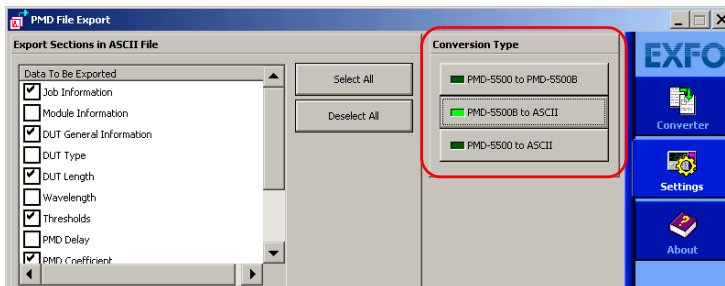 PMD File Export
Export Sections in ASCII File
Data To Be Exported
Job Information
Module Information
DUT General Information
DUT Type
DUT Length
Wavelength
Thresholds
PMD Delay
PMD Coefficient
Select All
Deselect All
Conversion Type
PMD-5500 to PMD-5500B
PMD-5500B to ASCII
PMD-5500 to ASCII
EXFO
Converter
Settings
About